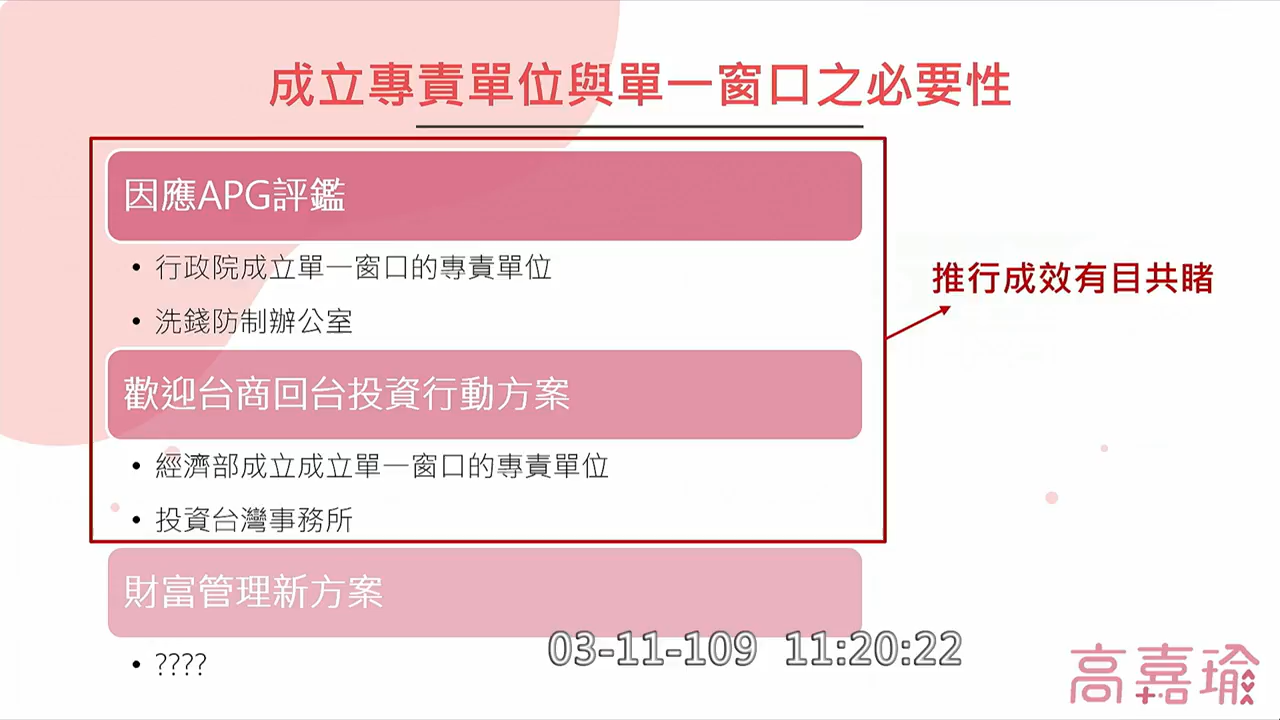 成立專責單位與單一窗口之必要性
因應APG評鑑
• 行政院成立單一窗口的專責單位
• 洗錢防制辦公室
推行成效有目共睹
歡迎台商回台投資行動方案
• 經濟部成立成立單一窗口的專責單位
• 投資台灣事務所
財富管理新方案
• ????
03-11-109 11:20:22
高嘉瑜